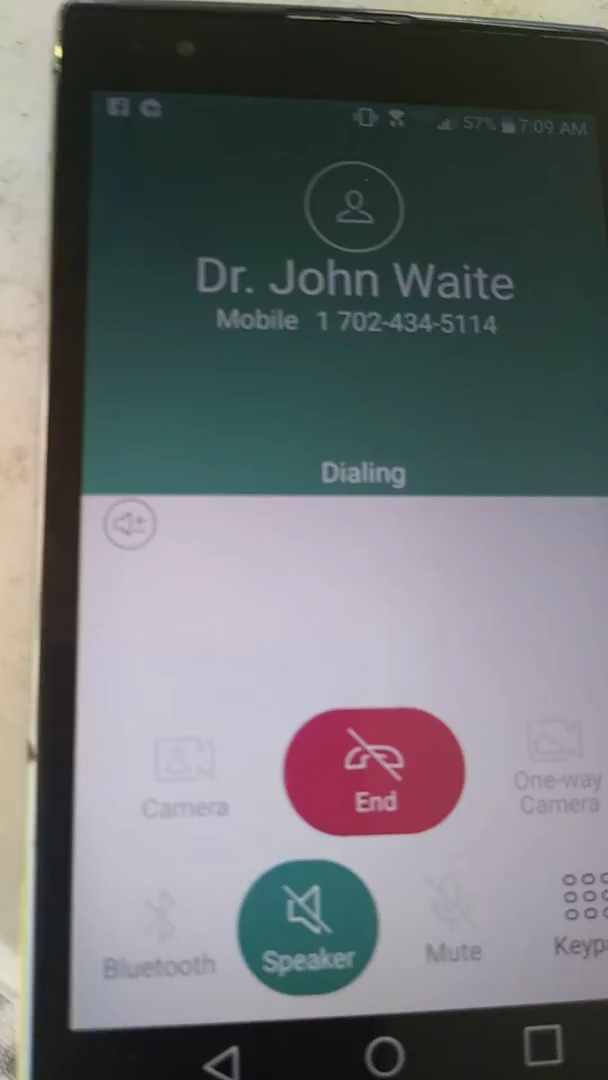 57% 7:09 AM
Dr. John Waite
Mobile 1 702-434-5114
Dialing
End
Camera
One-way
Camera
Bluetooth
Speaker
Mute
Keyp